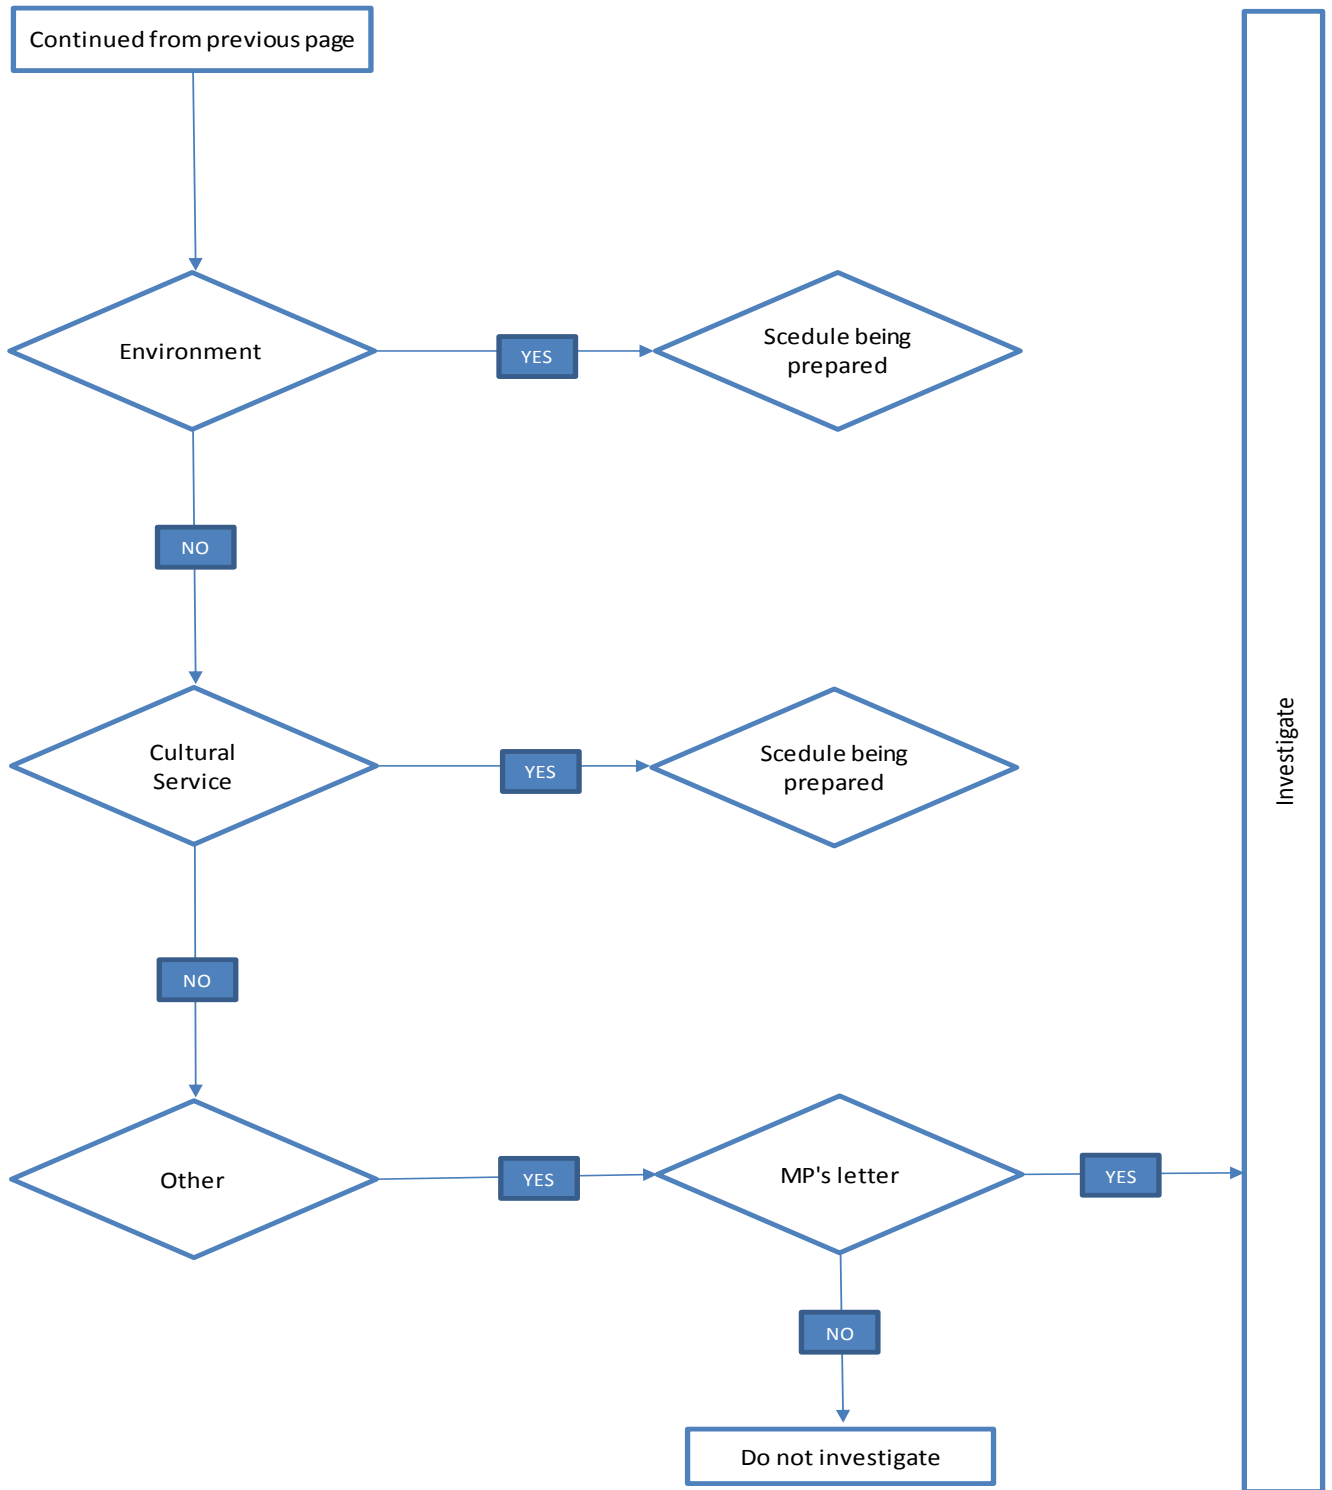 Continued from previous page
Environment
YES
Scedule being
prepared
NO
Cultural
Service
YES
Scedule being
prepared
Investigate
NO
Other
YES
MP's letter
YES
NO
Do not investigate